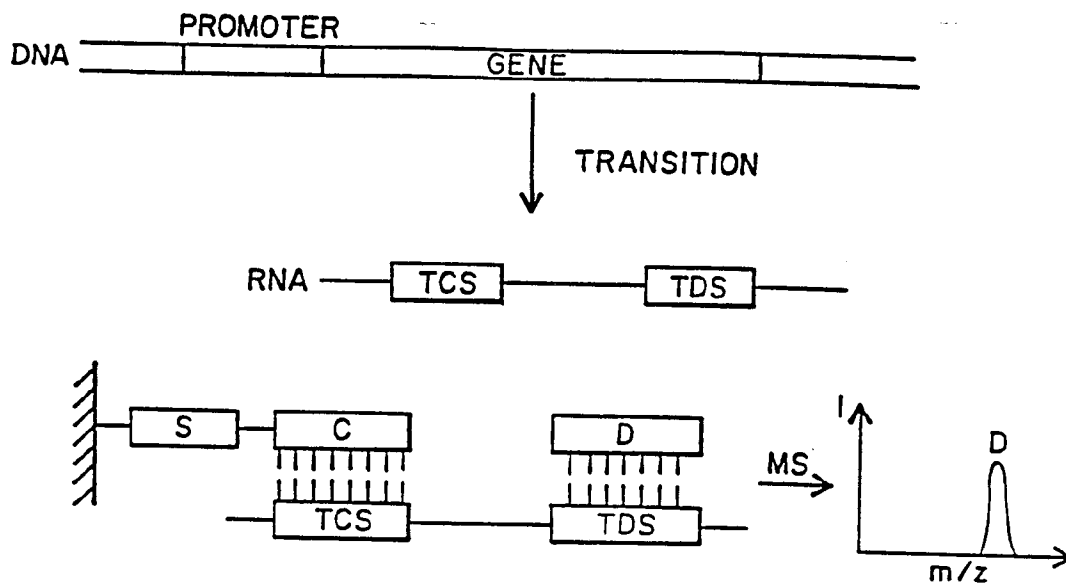 PROMOTER
DNA
GENE
TRANSITION
RNA
TCS
TDS
S
C
D
TCS
TDS
MS
I
D
m/z